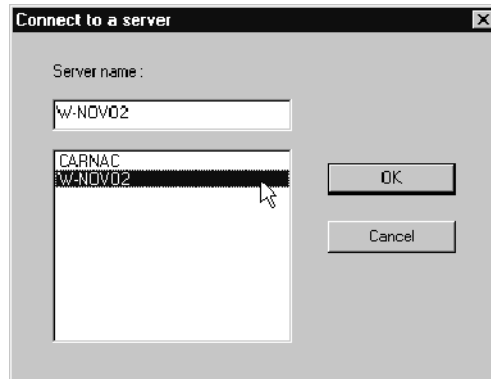 Connect to a server
Server name :
W-NOV02
CARNAC
W-NOV02
OK
Cancel